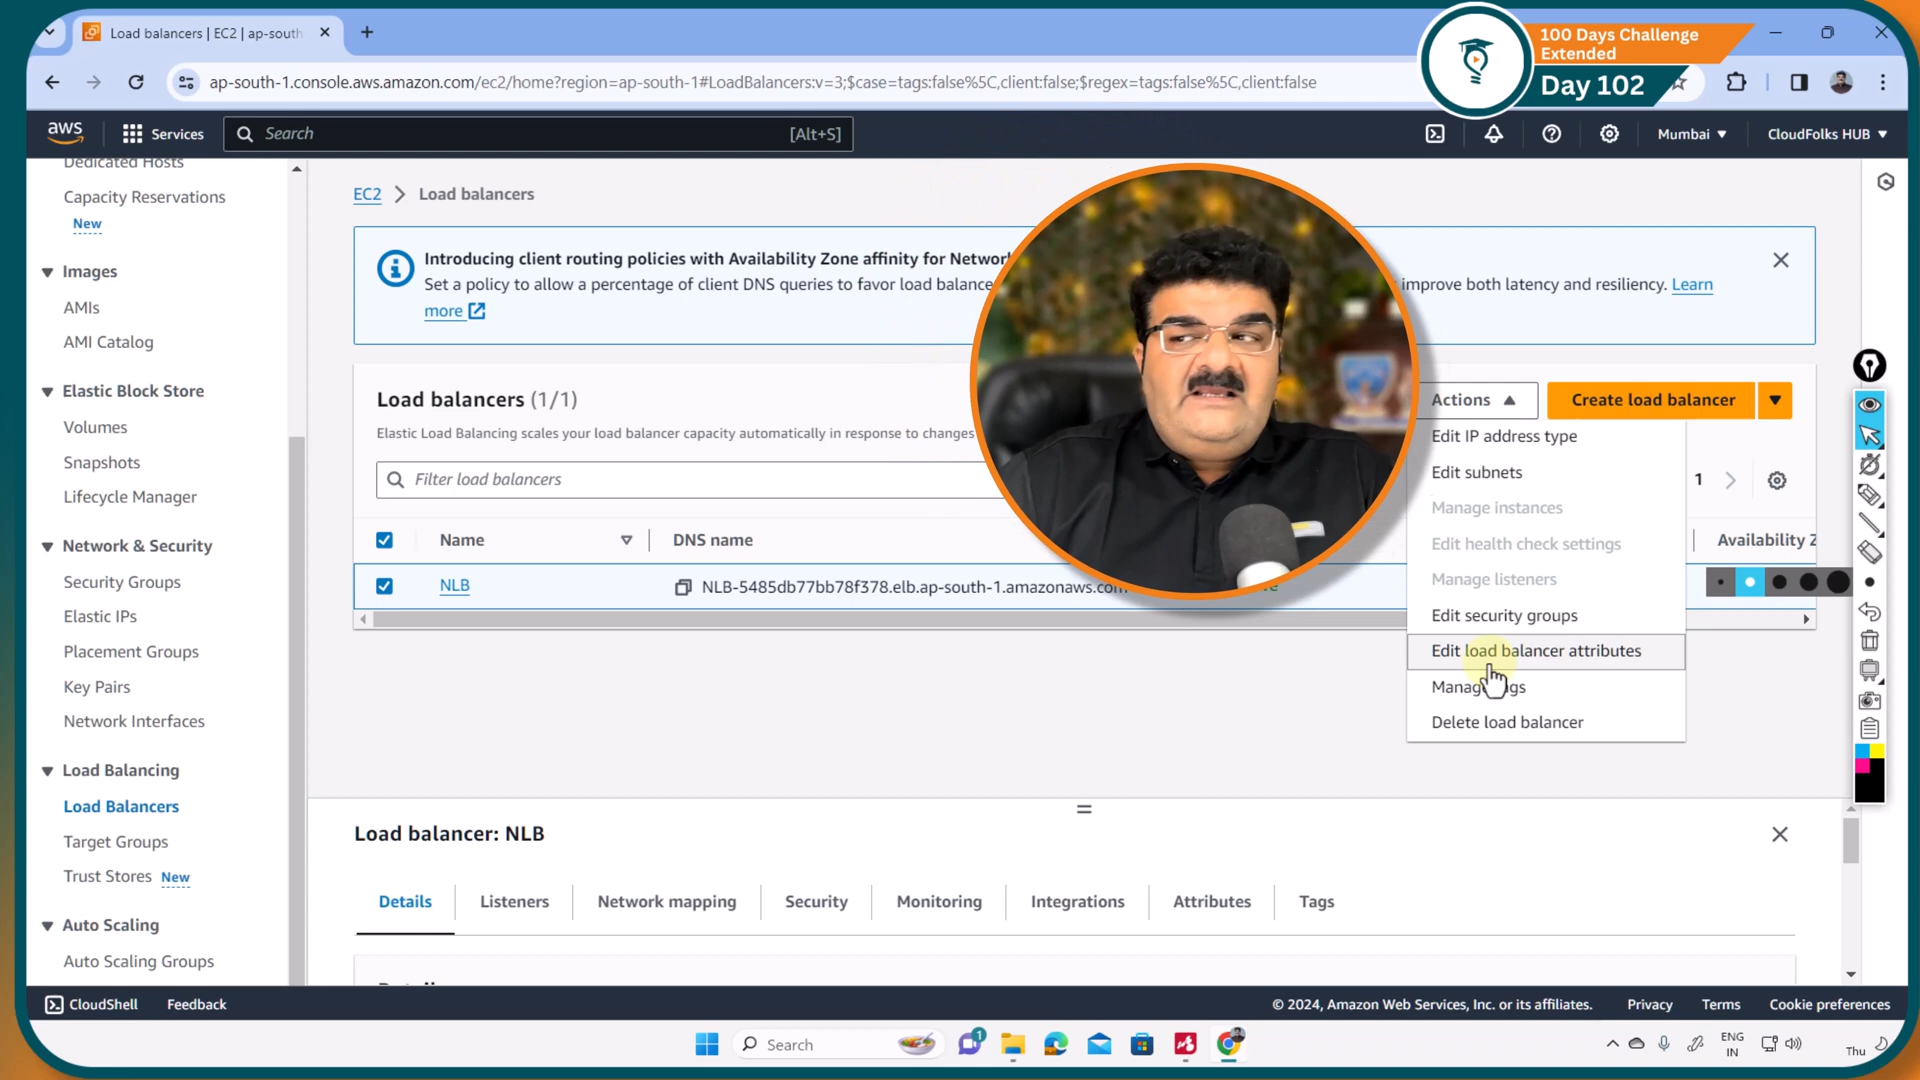 Load balancers | EC2 | ap-south
100 Days Challenge
Extended
Day 102
ap-south-1.console.aws.amazon.com/ec2/home?region=ap-south-1#LoadBalancers:v=3;$case=tags:false%5C,client:false;$regex=tags:false%5C,client:false
aws
Services
Search
[Alt+S]
Mumbai
CloudFolks HUB
Dedicated Hosts
Capacity Reservations
New
Images
AMIs
AMI Catalog
Elastic Block Store
Volumes
Snapshots
Lifecycle Manager
Network & Security
Security Groups
Elastic IPs
Placement Groups
Key Pairs
Network Interfaces
Load Balancing
Load Balancers
Target Groups
Trust Stores New
Auto Scaling
Auto Scaling Groups
EC2 > Load balancers
Introducing client routing policies with Availability Zone affinity for Networ
Set a policy to allow a percentage of client DNS queries to favor load balance improve both latency and resiliency. Learn
more
Load balancers (1/1)
Elastic Load Balancing scales your load balancer capacity automatically in response to changes
Actions
Create load balancer
Filter load balancers
1
Name
DNS name
Availability Z
NLB
NLB-5485db77bb78f378.elb.ap-south-1.amazonaws.com
Edit IP address type
Edit subnets
Manage instances
Edit health check settings
Manage listeners
Edit security groups
Edit load balancer attributes
Delete load balancer
Load balancer: NLB
Details
Listeners
Network mapping
Security
Monitoring
Integrations
Attributes
Tags
CloudShell
Feedback
© 2024, Amazon Web Services, Inc. or its affiliates.
Privacy
Terms
Cookie preferences
Search
1
ENG
IN
Thu